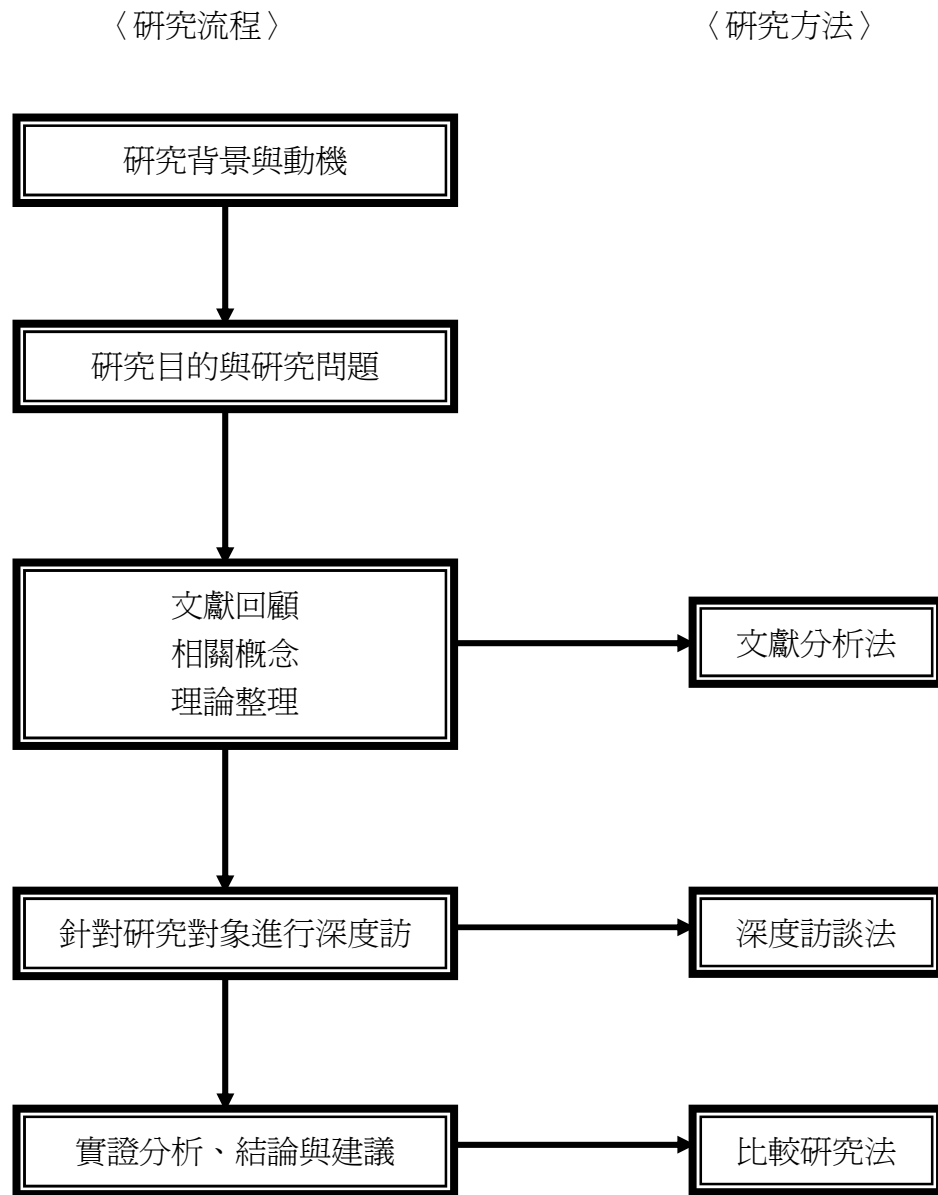 〈研究流程〉
〈研究方法〉
研究背景與動機
研究目的與研究問題
文獻回顧
相關概念
理論整理
文獻分析法
針對研究對象進行深度訪
深度訪談法
實證分析、結論與建議
比較研究法